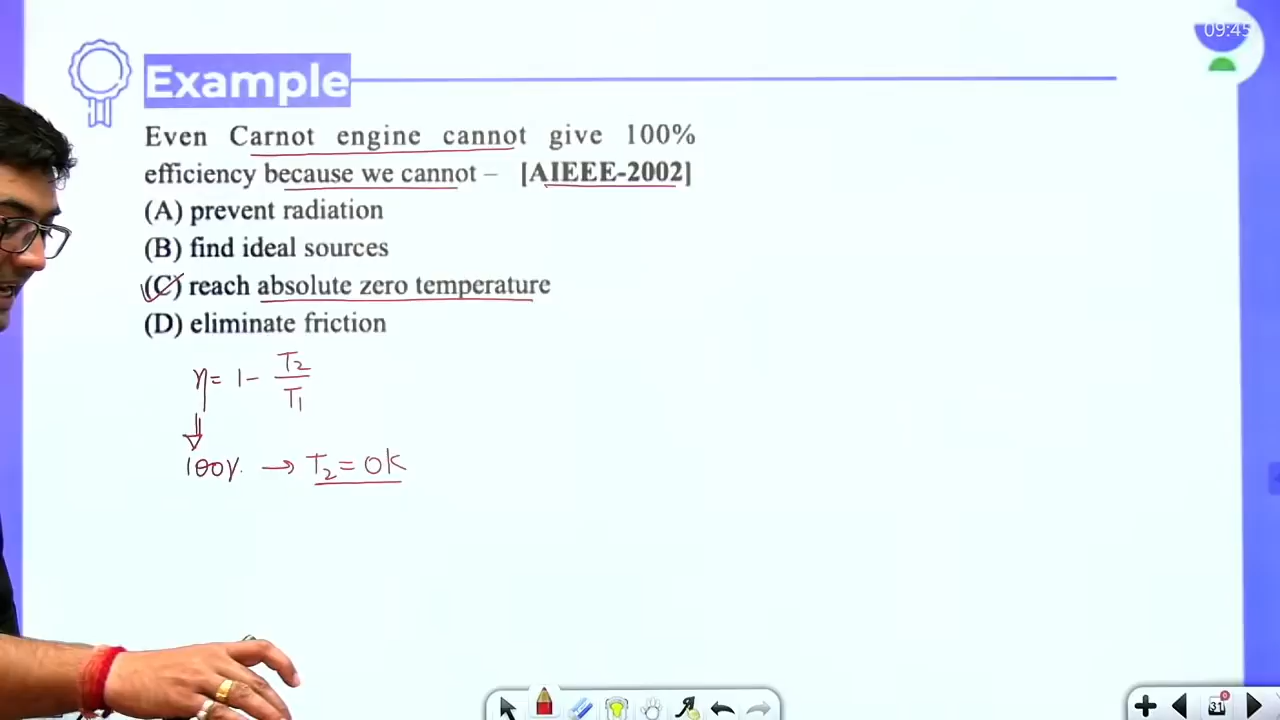 09:45
Example
Even Carnot engine cannot give 100%
efficiency because we cannot – [AIEEE-2002]
(A) prevent radiation
(B) find ideal sources
(C) reach absolute zero temperature
(D) eliminate friction
η = 1 - T₂/T₁
100% → T₂ = 0K
31
0